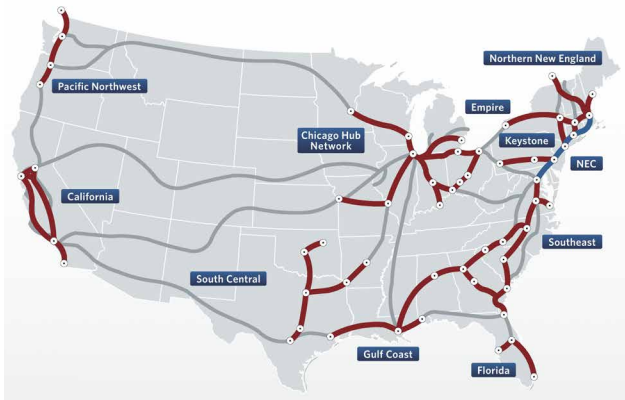 Northern New England
Pacific Northwest
Empire
Chicago Hub
Network
Keystone
NEC
California
Southeast
South Central
Gulf Coast
Florida